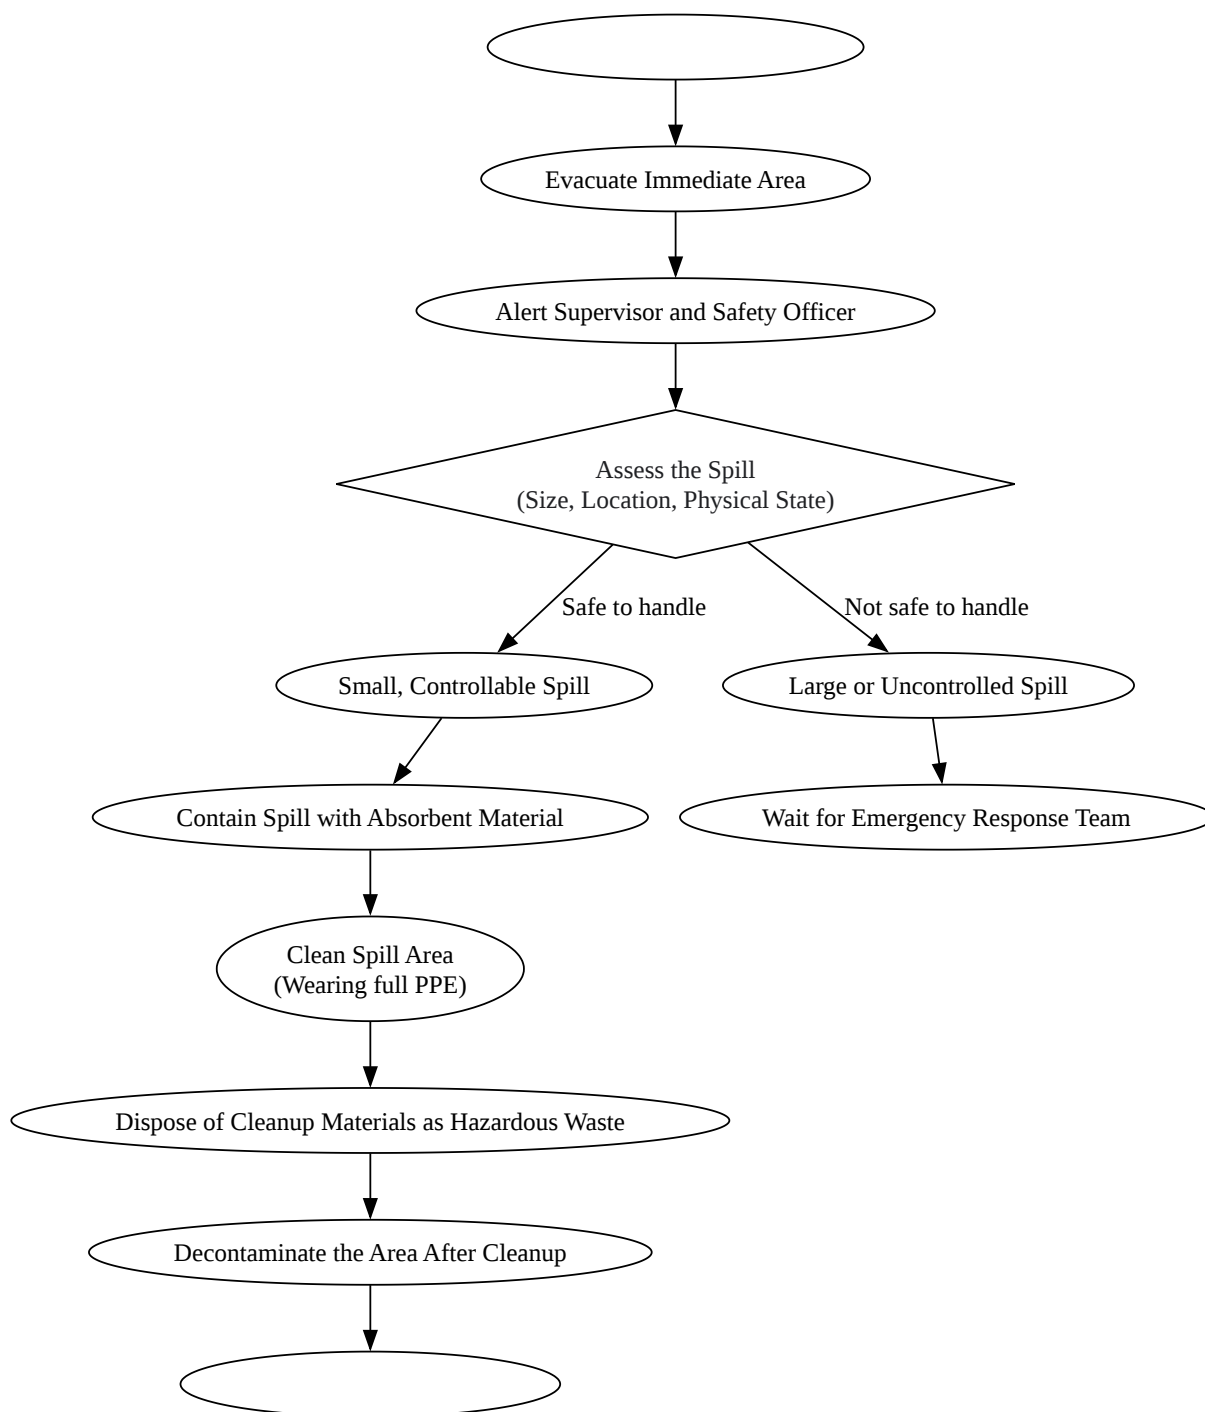 Evacuate Immediate Area
Alert Supervisor and Safety Officer
Assess the Spill
(Size, Location, Physical State)
Safe to handle
Not safe to handle
Small, Controllable Spill
Large or Uncontrolled Spill
Contain Spill with Absorbent Material
Wait for Emergency Response Team
Clean Spill Area
(Wearing full PPE)
Dispose of Cleanup Materials as Hazardous Waste
Decontaminate the Area After Cleanup